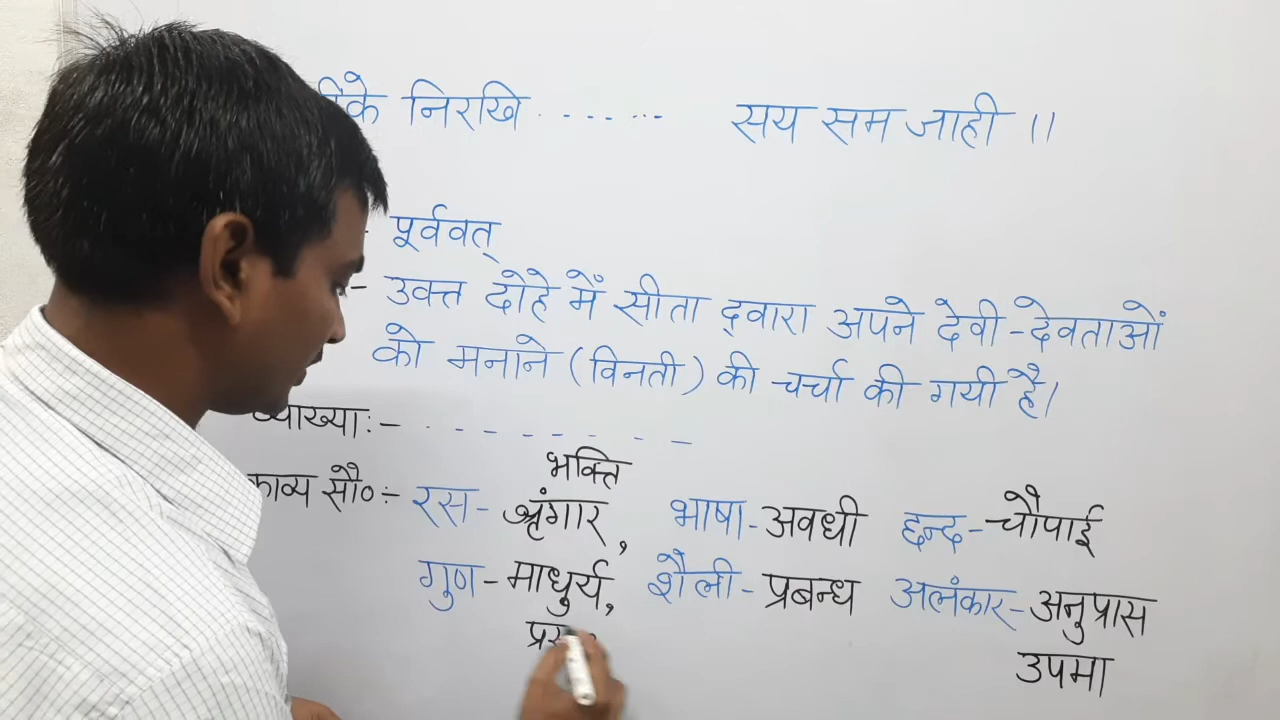 निरखि ....... सय सम जाही ।।
- पूर्ववत्
- उक्त दोहे में सीता द्वारा अपने देवी-देवताओं
को मनाने (विनती) की चर्चा की गयी है।
व्याख्याः- . - - - - - - -
भक्ति
काव्य सौ०ः- रस- श्रृंगार, भाषा-अवधी छन्द-चौपाई
गुण-माधुर्य, शैली-प्रबन्ध अलंकार-अनुप्रास
उपमा